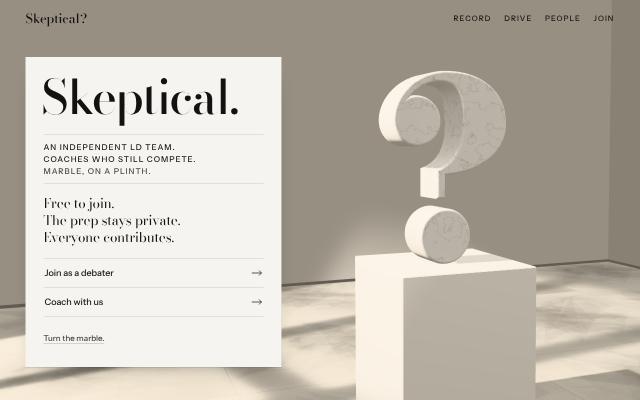 Skeptical?
RECORD DRIVE PEOPLE JOIN
Skeptical.
AN INDEPENDENT LD TEAM.
COACHES WHO STILL COMPETE.
MARBLE, ON A PLINTH.
Free to join.
The prep stays private.
Everyone contributes.
Join as a debater →
Coach with us →
Turn the marble.